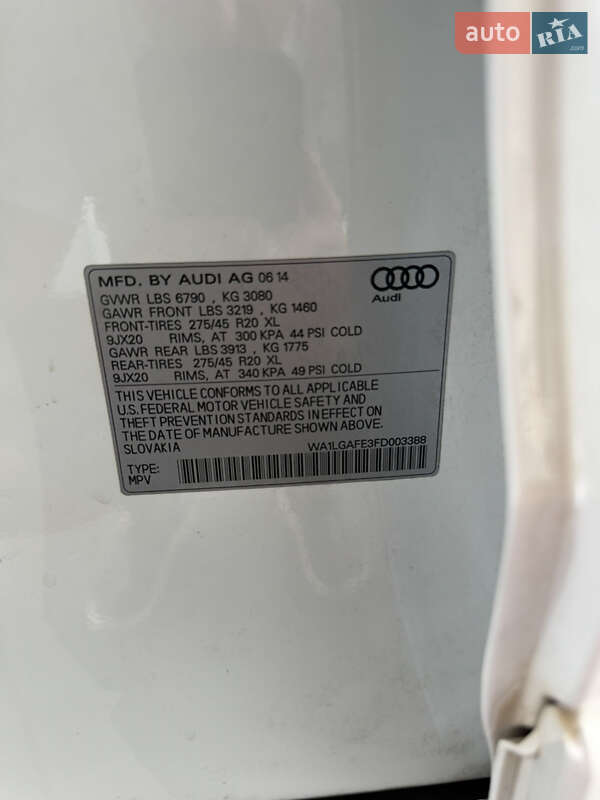 auto RIA .com
MFD. BY AUDI AG 06 14
Audi
GVWR LBS 6790 , KG 3080
GAWR FRONT LBS 3219 , KG 1460
FRONT-TIRES 275/45 R20 XL
9JX20 RIMS, AT 300 KPA 44 PSI COLD
GAWR REAR LBS 3913 , KG 1775
REAR-TIRES 275/45 R20 XL
9JX20 RIMS, AT 340 KPA 49 PSI COLD
THIS VEHICLE CONFORMS TO ALL APPLICABLE
U.S. FEDERAL MOTOR VEHICLE SAFETY AND
THEFT PREVENTION STANDARDS IN EFFECT ON
THE DATE OF MANUFACTURE SHOWN ABOVE.
SLOVAKIA WA1LGAFE3FD003388
TYPE:
MPV